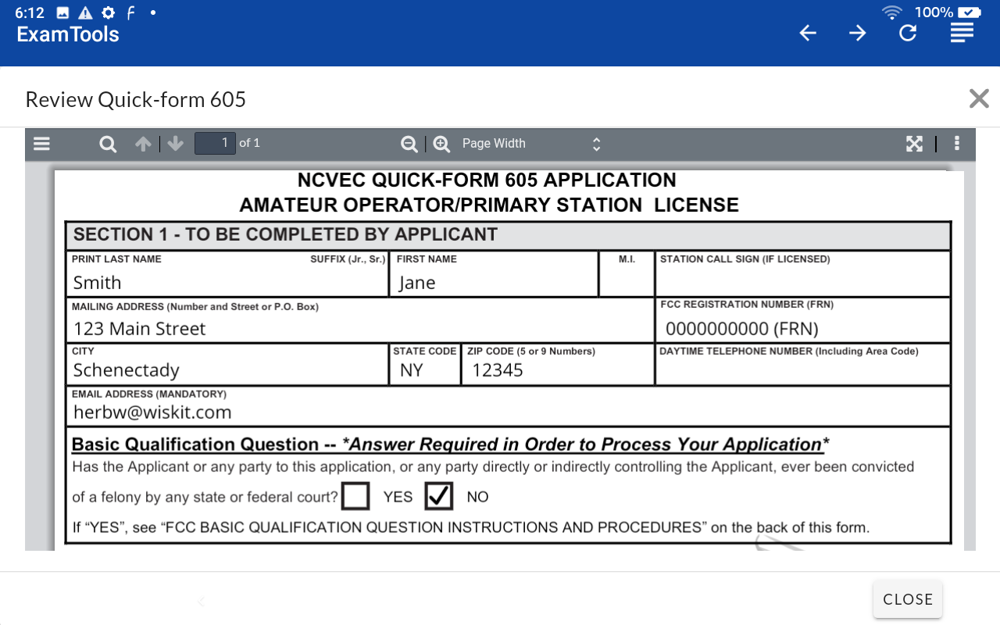 6:12 100%
ExamTools
Review Quick-form 605
1 of 1 Page Width
NCVEC QUICK-FORM 605 APPLICATION
AMATEUR OPERATOR/PRIMARY STATION LICENSE
SECTION 1 - TO BE COMPLETED BY APPLICANT
PRINT LAST NAME SUFFIX (Jr., Sr.) FIRST NAME M.I. STATION CALL SIGN (IF LICENSED)
Smith Jane
MAILING ADDRESS (Number and Street or P.O. Box) FCC REGISTRATION NUMBER (FRN)
123 Main Street 0000000000 (FRN)
CITY STATE CODE ZIP CODE (5 or 9 Numbers) DAYTIME TELEPHONE NUMBER (Including Area Code)
Schenectady NY 12345
EMAIL ADDRESS (MANDATORY)
herbw@wiskit.com
Basic Qualification Question -- *Answer Required in Order to Process Your Application*
Has the Applicant or any party to this application, or any party directly or indirectly controlling the Applicant, ever been convicted
of a felony by any state or federal court? YES NO
If “YES”, see “FCC BASIC QUALIFICATION QUESTION INSTRUCTIONS AND PROCEDURES” on the back of this form.
CLOSE